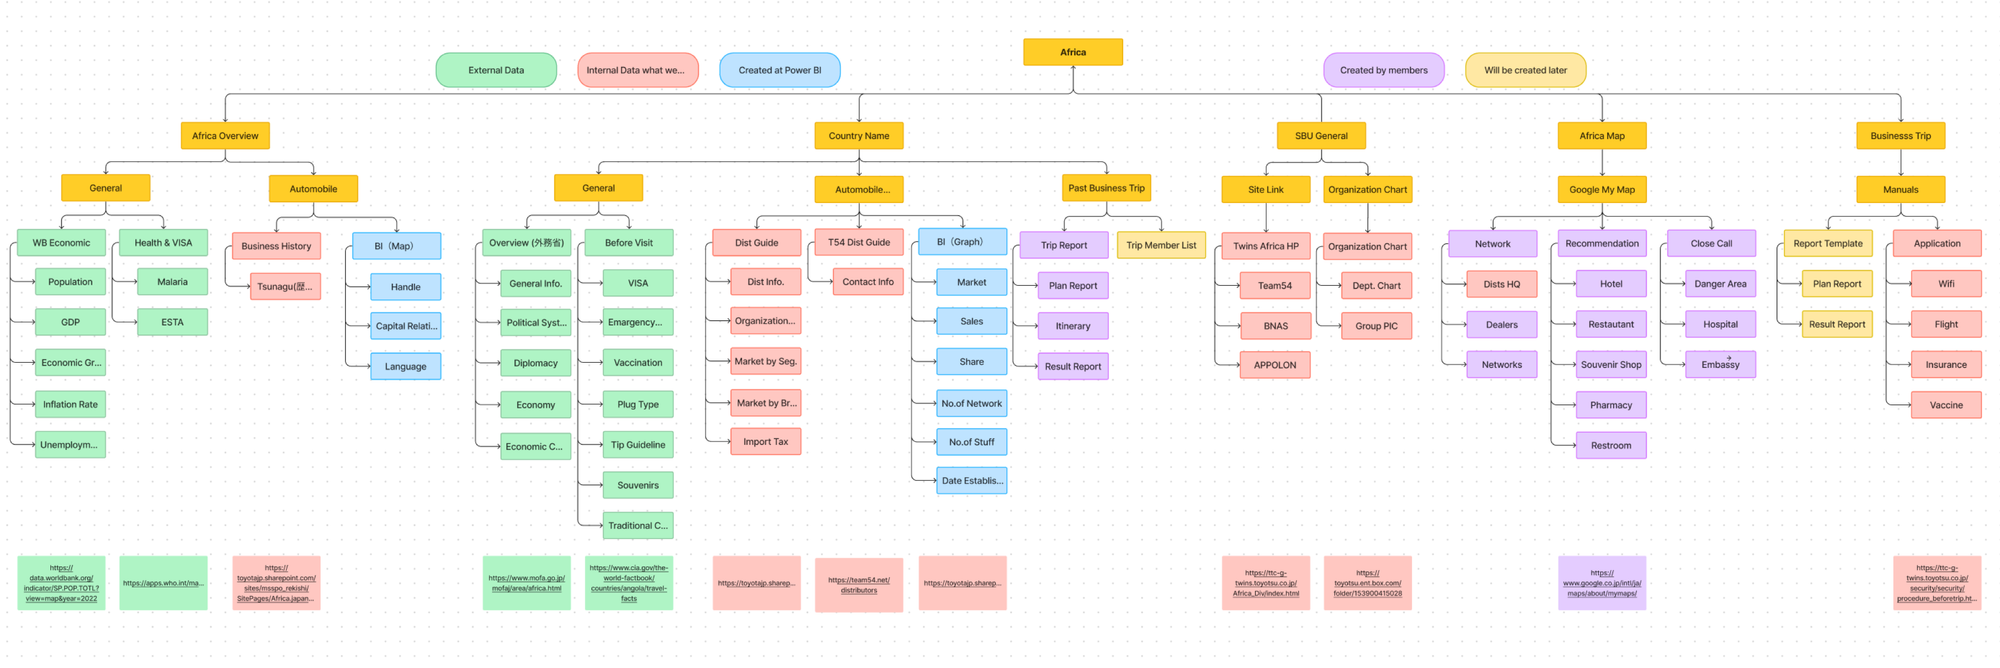 Africa
External Data
Internal Data what we...
Created at Power BI
Created by members
Will be created later
Africa Overview
Country Name
SBU General
Africa Map
Businesss Trip
General
Automobile
General
Automobile...
Past Business Trip
Site Link
Organization Chart
Google My Map
Manuals
WB Economic
Population
GDP
Economic Gr...
Inflation Rate
Unemploym...
Health & VISA
Malaria
ESTA
Business History
Tsunagu(歴...
BI（Map）
Handle
Capital Relati...
Language
Overview (外務省)
General Info.
Political Syst...
Diplomacy
Economy
Economic C...
Before Visit
VISA
Emargency...
Vaccination
Plug Type
Tip Guideline
Souvenirs
Traditional C...
Dist Guide
Dist Info.
Organization...
Market by Seg.
Market by Br...
Import Tax
T54 Dist Guide
Contact Info
BI（Graph）
Market
Sales
Share
No.of Network
No.of Stuff
Date Establis...
Trip Report
Plan Report
Itinerary
Result Report
Trip Member List
Twins Africa HP
Team54
BNAS
APPOLON
Organization Chart
Dept. Chart
Group PIC
Network
Dists HQ
Dealers
Networks
Recommendation
Hotel
Restautant
Souvenir Shop
Pharmacy
Restroom
Close Call
Danger Area
Hospital
Embassy
Report Template
Plan Report
Result Report
Application
Wifi
Flight
Insurance
Vaccine
https://
data.worldbank.org/
indicator/SP.POP.TOTL?
view=map&year=2022
https://apps.who.int/ma...
https://
toyotajp.sharepoint.com/
sites/msspo_rekishi/
SitePages/Africa.japan...
https://www.mofa.go.jp/
mofaj/area/africa.html
https://www.cia.gov/the-
world-factbook/
countries/angola/travel-
facts
https://toyotajp.sharep...
https://team54.net/
distributors
https://toyotajp.sharep...
https://ttc-g-
twins.toyotsu.co.jp/
Africa_Div/index.html
https://
toyotsu.ent.box.com/
folder/153900415028
https://
www.google.co.jp/intl/ja/
maps/about/mymaps/
https://ttc-g-
twins.toyotsu.co.jp/
security/security/
procedure_beforetrip.ht...